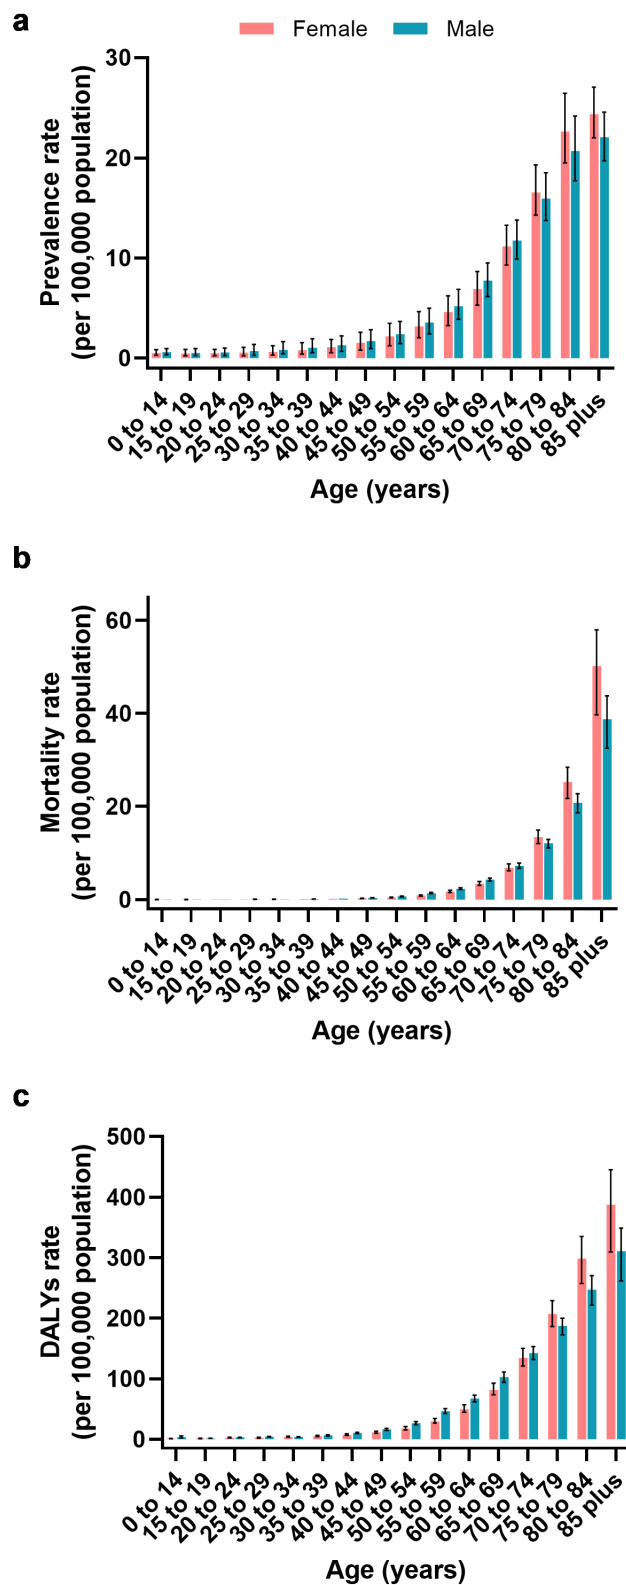 a
Female Male
30
20
10
0
Prevalence rate
(per 100,000 population)
0 to 14
15 to 19
20 to 24
25 to 29
30 to 34
35 to 39
40 to 44
45 to 49
50 to 54
55 to 59
60 to 64
65 to 69
70 to 74
75 to 79
80 to 84
85 plus
Age (years)
b
60
40
20
0
Mortality rate
(per 100,000 population)
0 to 14
15 to 19
20 to 24
25 to 29
30 to 34
35 to 39
40 to 44
45 to 49
50 to 54
55 to 59
60 to 64
65 to 69
70 to 74
75 to 79
80 to 84
85 plus
Age (years)
c
500
400
300
200
100
0
DALYs rate
(per 100,000 population)
0 to 14
15 to 19
20 to 24
25 to 29
30 to 34
35 to 39
40 to 44
45 to 49
50 to 54
55 to 59
60 to 64
65 to 69
70 to 74
75 to 79
80 to 84
85 plus
Age (years)